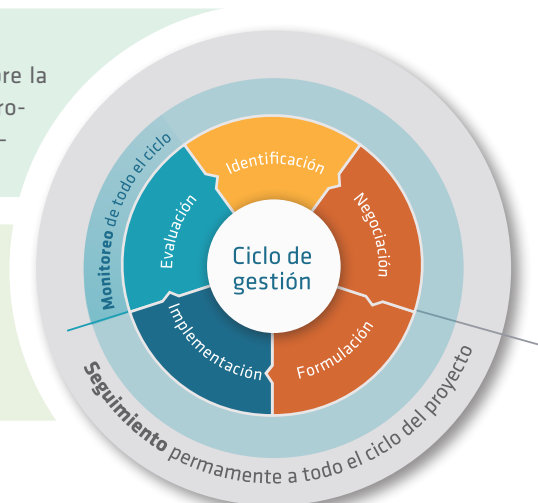 re la
ro-
-
Identificación
Negociación
Formulación
Implementación
Evaluación
Ciclo de
gestión
Monitoreo de todo el ciclo
Seguimiento permamente a todo el ciclo del proyecto